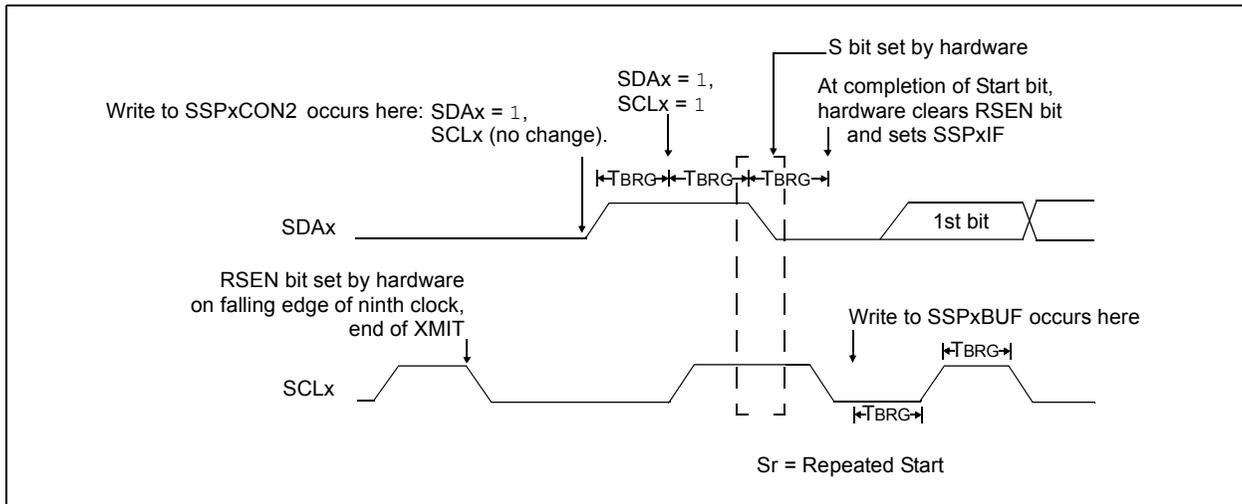 S bit set by hardware
SDAx = 1,
SCLx = 1
At completion of Start bit,
hardware clears RSEN bit
and sets SSPxIF
Write to SSPxCON2 occurs here: SDAx = 1,
SCLx (no change).
TBRG TBRG TBRG
SDAx
1st bit
RSEN bit set by hardware
on falling edge of ninth clock,
end of XMIT
Write to SSPxBUF occurs here
TBRG
SCLx
TBRG
Sr = Repeated Start